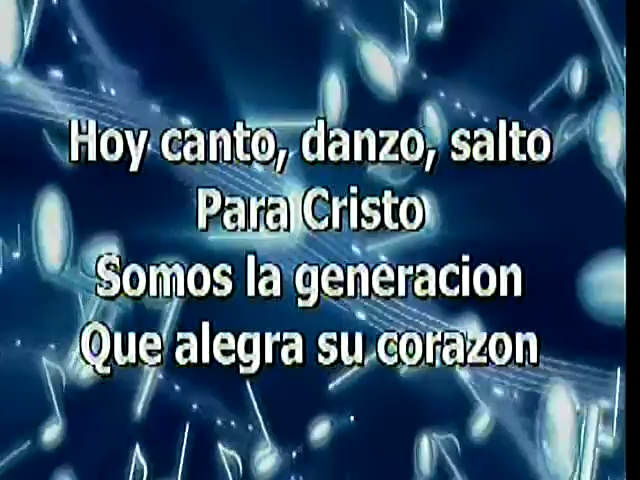 Hoy canto, danzo, salto
Para Cristo
Somos la generacion
Que alegra su corazon